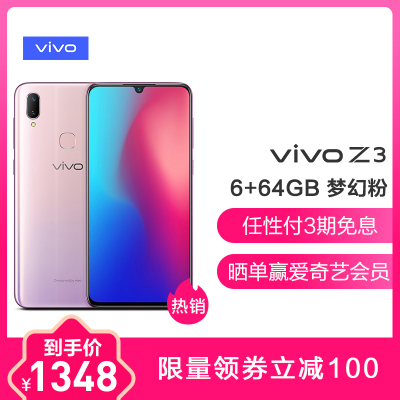 vivo
vivo
vivo Z3
6+64GB 梦幻粉
任性付3期免息
晒单赢爱奇艺会员
热销
到手价
¥1348
限量领券立减100